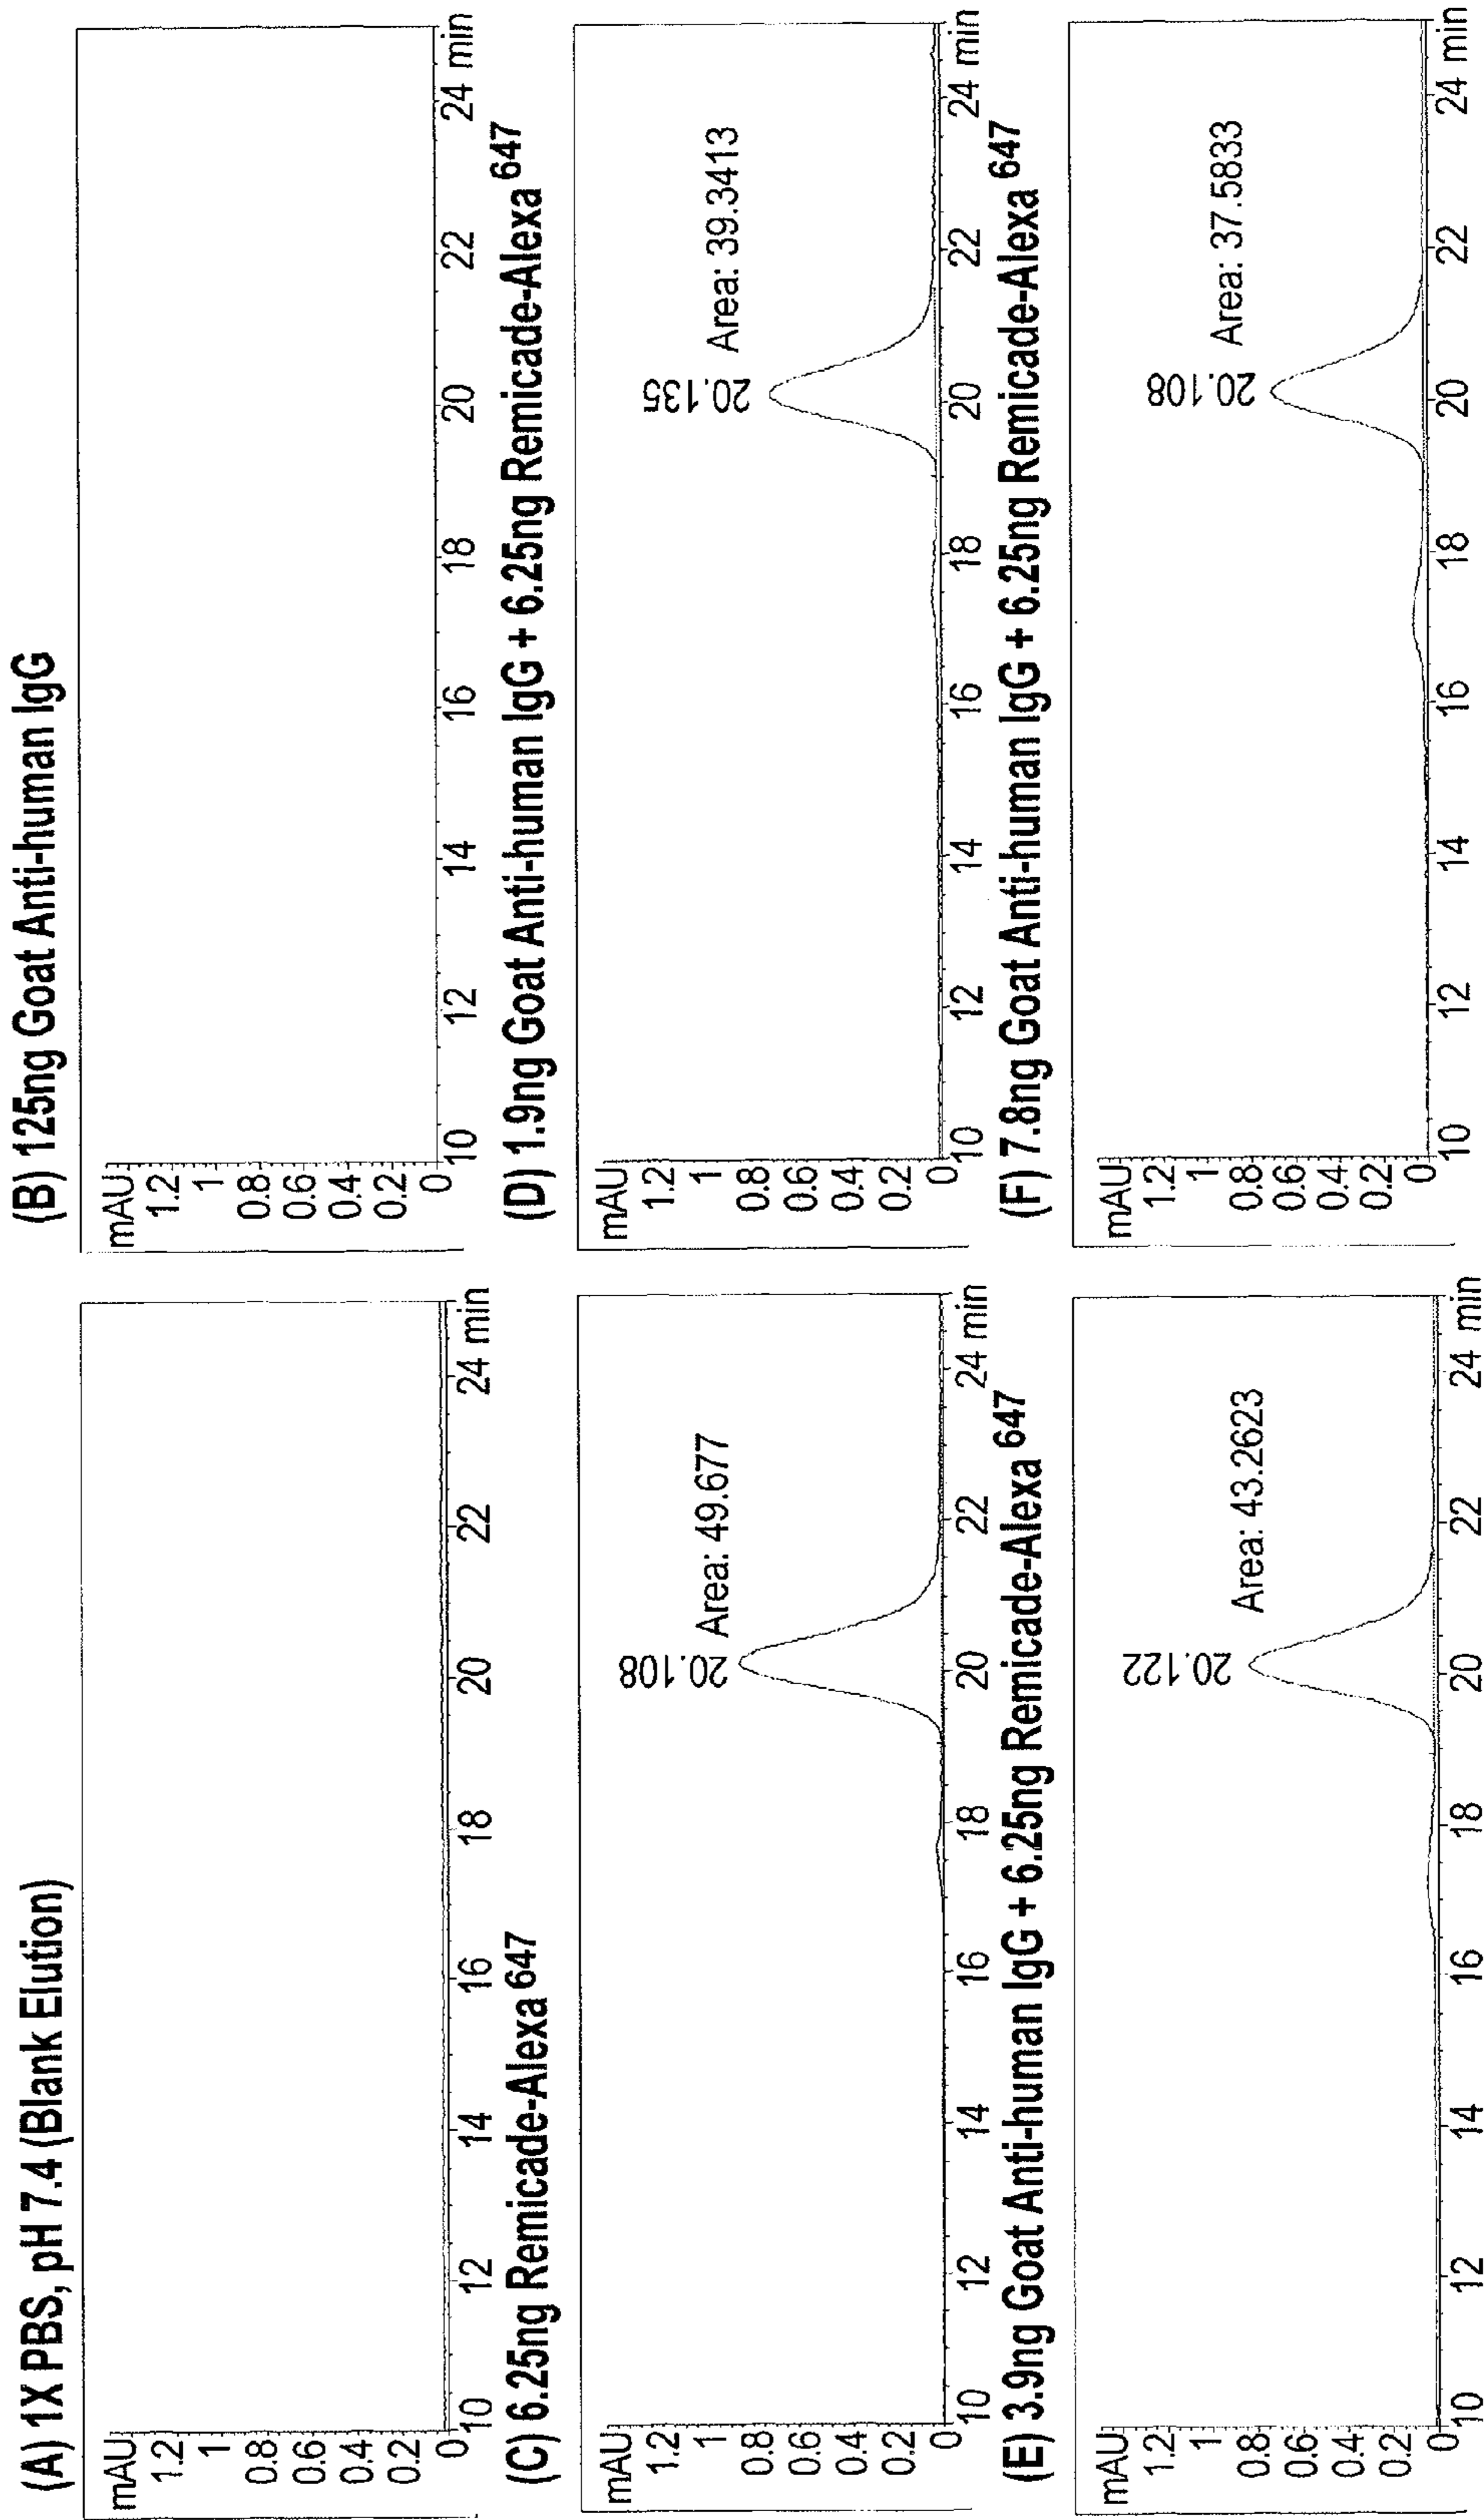 (A) 1X PBS, pH 7.4 (Blank Elution)
mAU
1.2
1
0.8
0.6
0.4
0.2
0
10 12 14 16 18 20 22 24 min
(B) 125ng Goat Anti-human IgG
mAU
1.2
1
0.8
0.6
0.4
0.2
0
10 12 14 16 18 20 22 24 min
(C) 6.25ng Remicade-Alexa 647
mAU
1.2
1
0.8
0.6
0.4
0.2
0
20.108
Area: 49.677
10 12 14 16 18 20 22 24 min
(D) 1.9ng Goat Anti-human IgG + 6.25ng Remicade-Alexa 647
mAU
1.2
1
0.8
0.6
0.4
0.2
0
20.135
Area: 39.3413
10 12 14 16 18 20 22 24 min
(E) 3.9ng Goat Anti-human IgG + 6.25ng Remicade-Alexa 647
mAU
1.2
1
0.8
0.6
0.4
0.2
0
20.122
Area: 43.2623
10 12 14 16 18 20 22 24 min
(F) 7.8ng Goat Anti-human IgG + 6.25ng Remicade-Alexa 647
mAU
1.2
1
0.8
0.6
0.4
0.2
0
20.108
Area: 37.5833
10 12 14 16 18 20 22 24 min